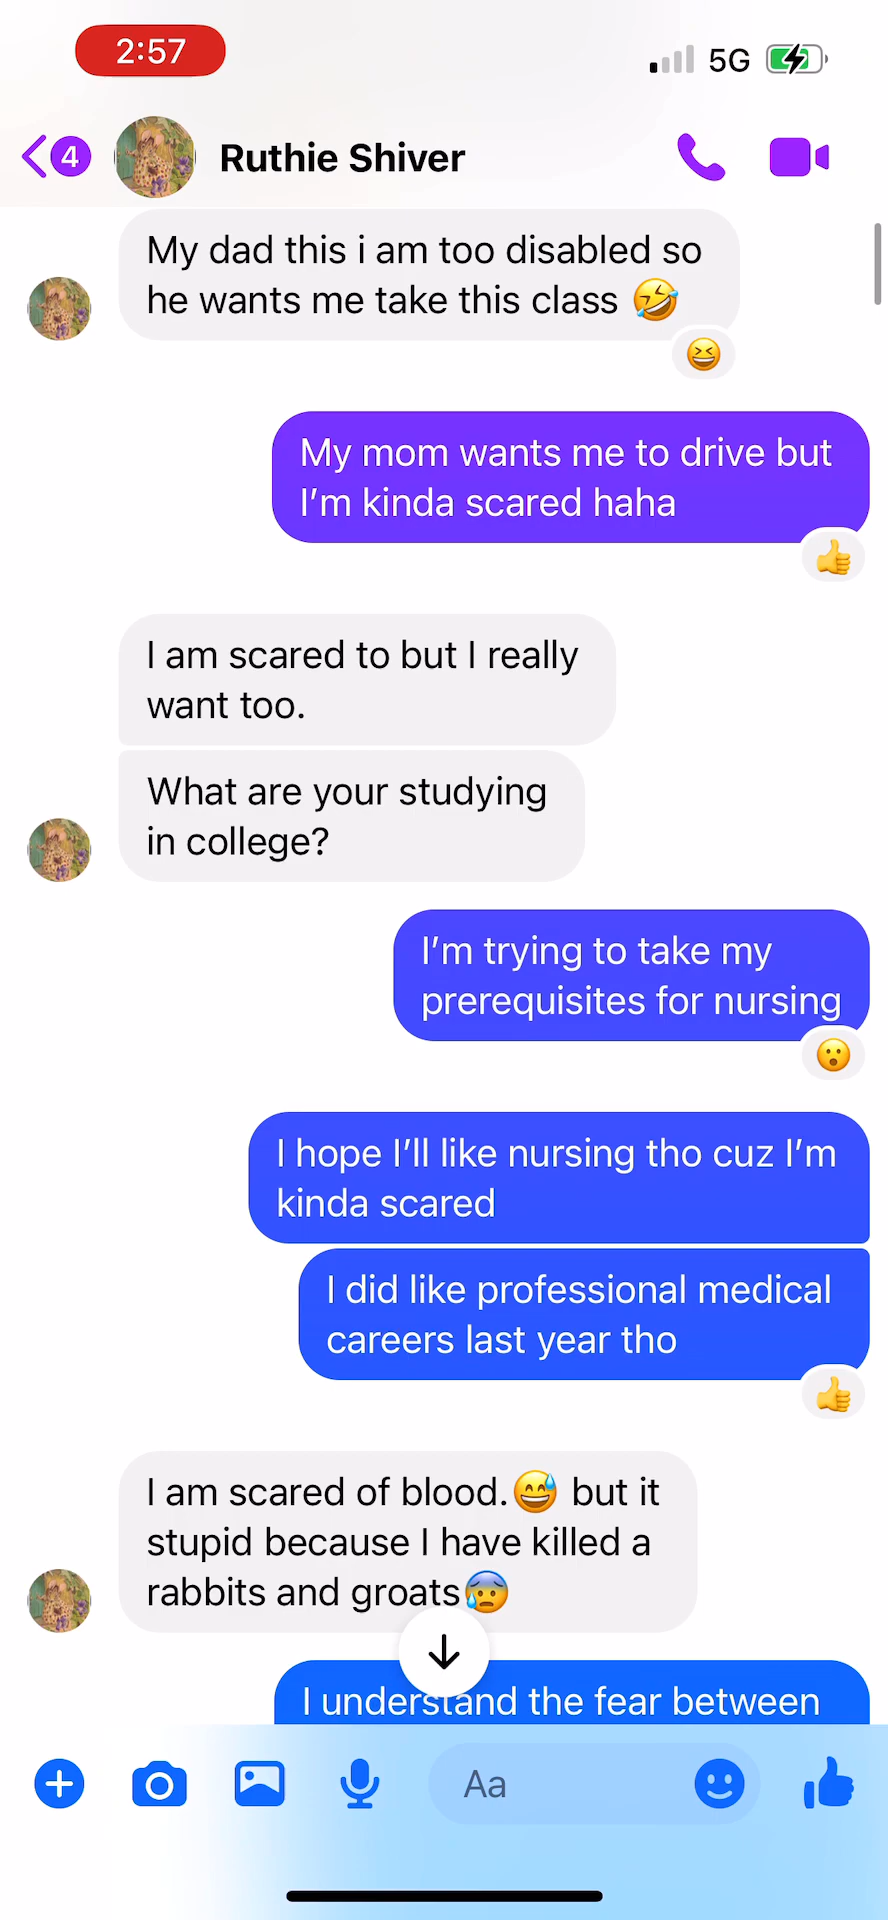 2:57
5G
4
Ruthie Shiver
My dad this i am too disabled so
he wants me take this class 🤣
😆
My mom wants me to drive but
I'm kinda scared haha
👍
I am scared to but I really
want too.
What are your studying
in college?
I'm trying to take my
prerequisites for nursing
😮
I hope I'll like nursing tho cuz I'm
kinda scared
I did like professional medical
careers last year tho
👍
I am scared of blood.😅 but it
stupid because I have killed a
rabbits and groats😰
I understand the fear between
Aa